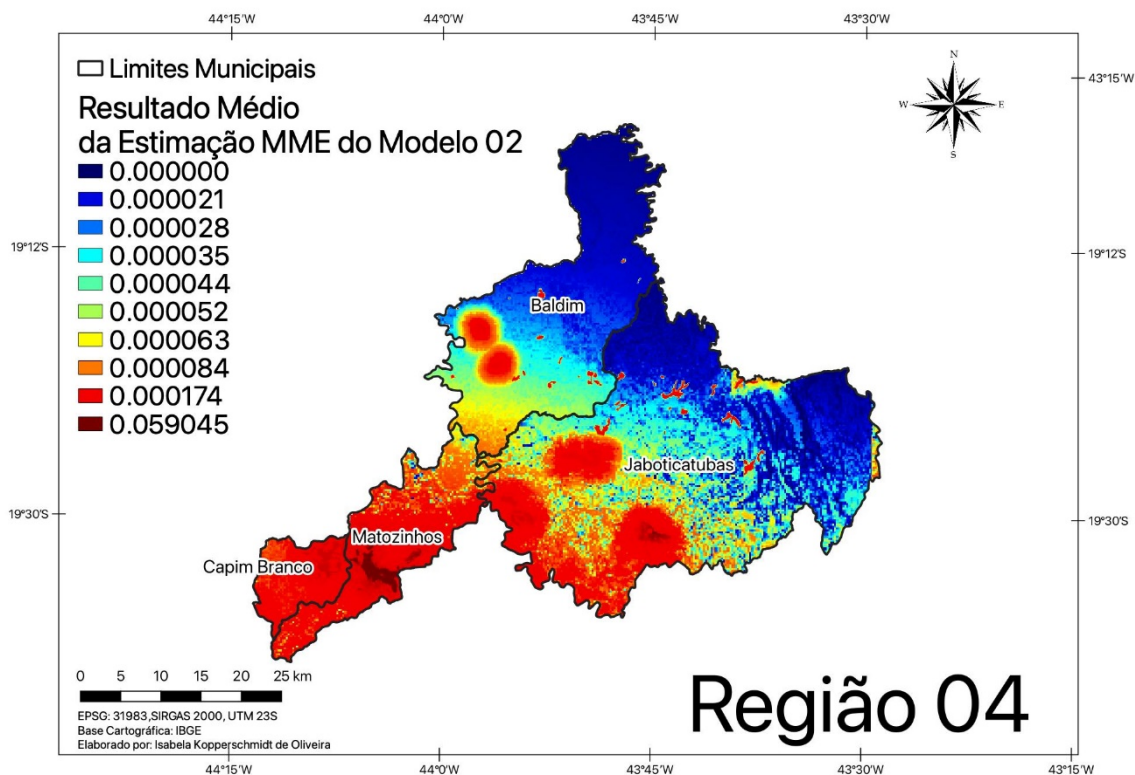 44°15'W 44°0'W 43°45'W 43°30'W
43°15'W
Limites Municipais
Resultado Médio
da Estimação MME do Modelo 02
0.000000
0.000021
0.000028
0.000035
0.000044
0.000052
0.000063
0.000084
0.000174
0.059045
N
W E
S
19°12'S 19°12'S
Baldim
Jaboticatubas
19°30'S 19°30'S
Matozinhos
Capim Branco
0 5 10 15 20 25 km
EPSG: 31983,SIRGAS 2000, UTM 23S
Base Cartográfica: IBGE
Elaborado por: Isabela Kopperschmidt de Oliveira
Região 04
44°15'W 44°0'W 43°45'W 43°30'W 43°15'W